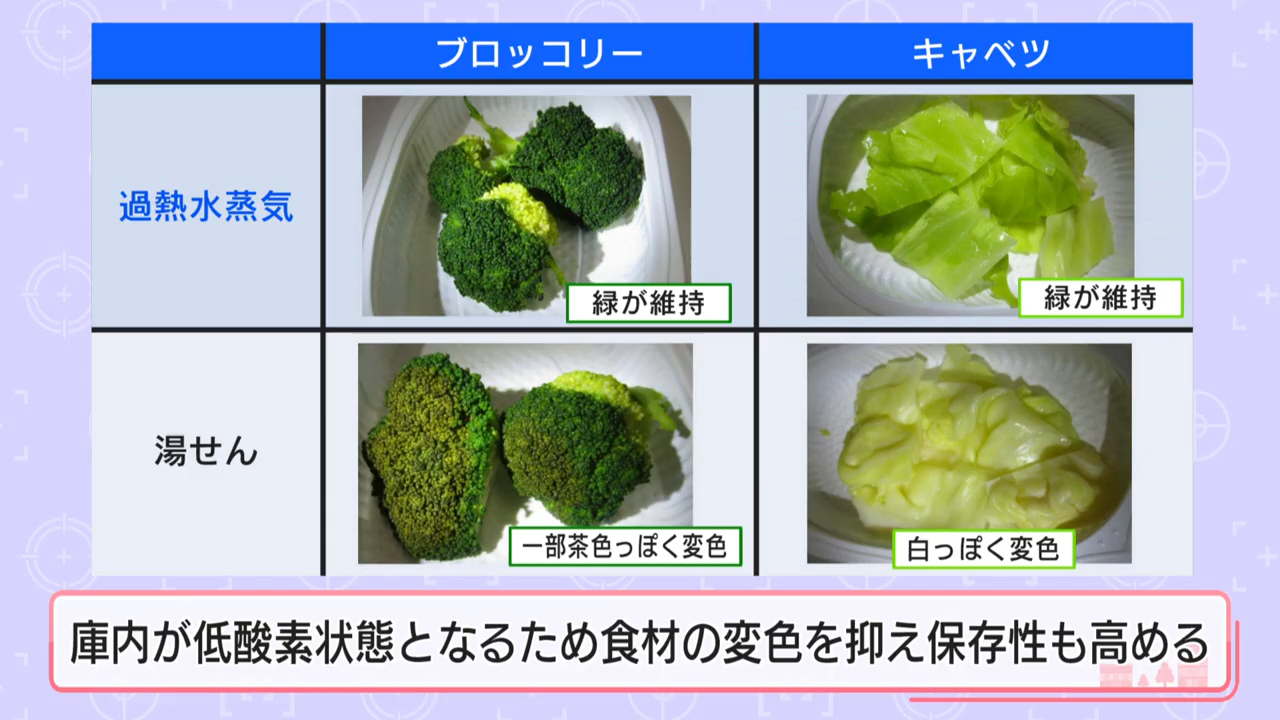 ブロッコリー
キャベツ
過熱水蒸気
緑が維持
緑が維持
湯せん
一部茶色っぽく変色
白っぽく変色
庫内が低酸素状態となるため食材の変色を抑え保存性も高める